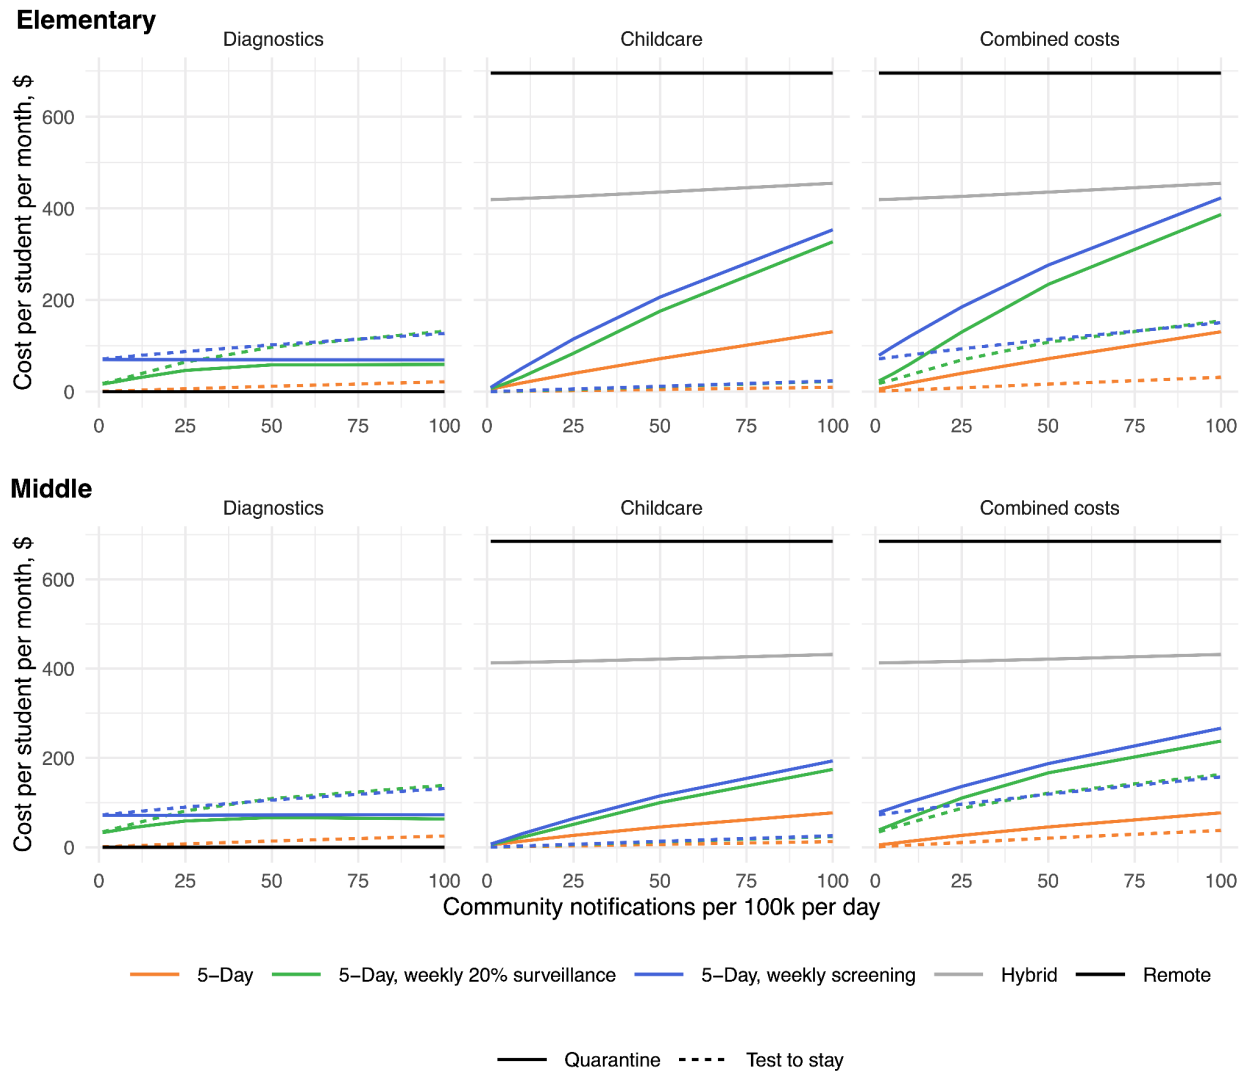 Elementary
Diagnostics Childcare Combined costs
Cost per student per month, $
600
400
200
0
0 25 50 75 100 0 25 50 75 100 0 25 50 75 100
Middle
Diagnostics Childcare Combined costs
Cost per student per month, $
600
400
200
0
0 25 50 75 100 0 25 50 75 100 0 25 50 75 100
Community notifications per 100k per day
5−Day 5−Day, weekly 20% surveillance 5−Day, weekly screening Hybrid Remote
Quarantine Test to stay